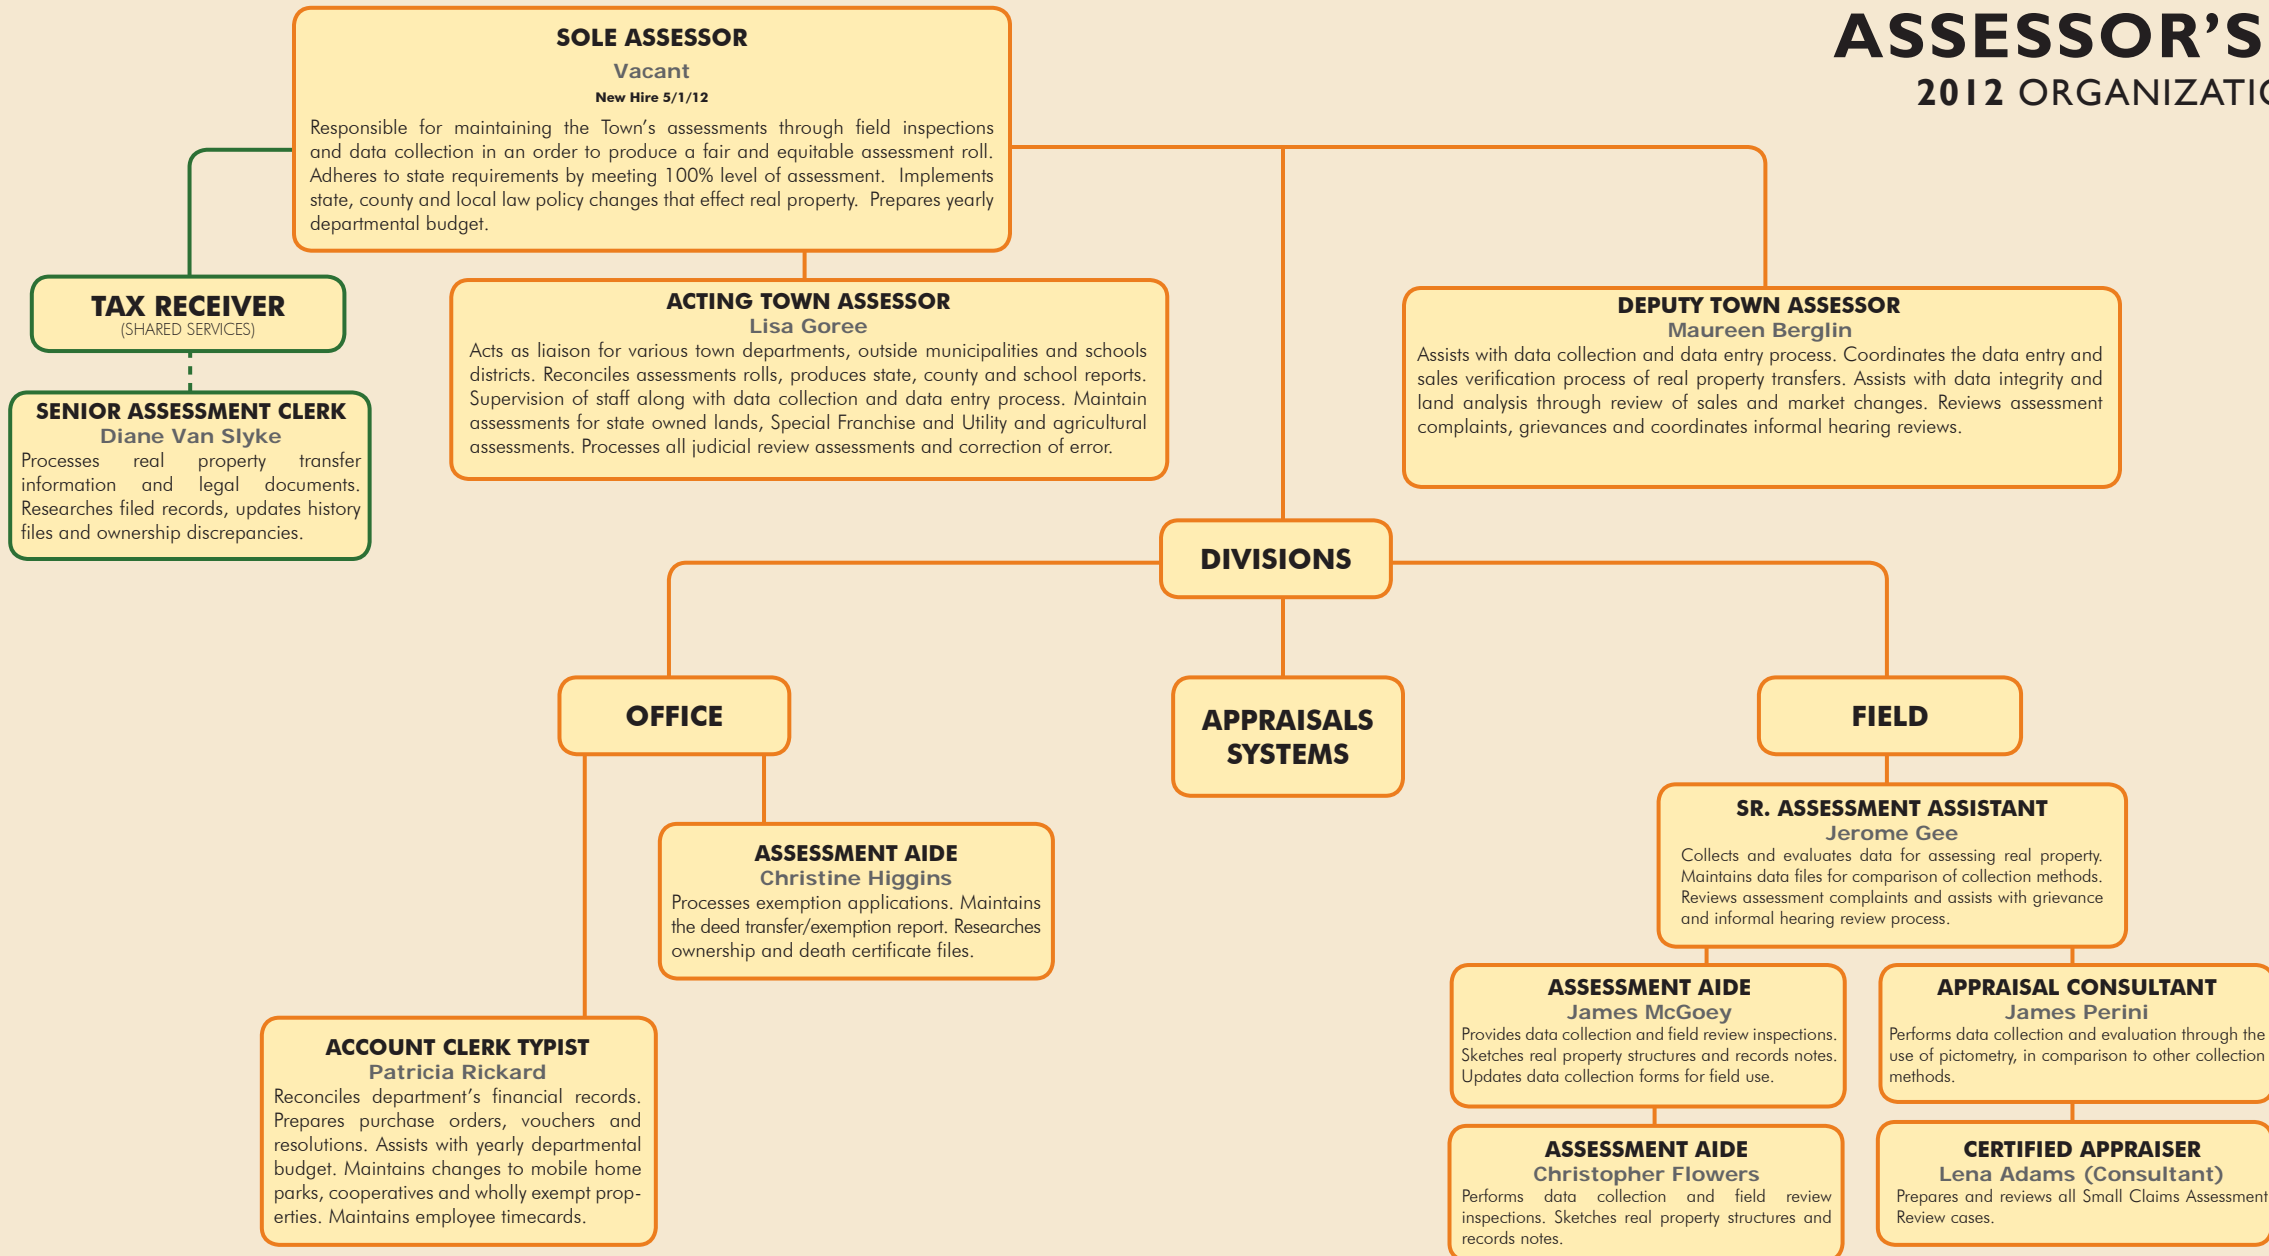 ASSESSOR’S
2012 ORGANIZATIO
SOLE ASSESSOR
Vacant
New Hire 5/1/12
Responsible for maintaining the Town’s assessments through field inspections
and data collection in an order to produce a fair and equitable assessment roll.
Adheres to state requirements by meeting 100% level of assessment. Implements
state, county and local law policy changes that effect real property. Prepares yearly
departmental budget.
TAX RECEIVER
(SHARED SERVICES)
SENIOR ASSESSMENT CLERK
Diane Van Slyke
Processes real property transfer
information and legal documents.
Researches filed records, updates history
files and ownership discrepancies.
ACTING TOWN ASSESSOR
Lisa Goree
Acts as liaison for various town departments, outside municipalities and schools
districts. Reconciles assessments rolls, produces state, county and school reports.
Supervision of staff along with data collection and data entry process. Maintain
assessments for state owned lands, Special Franchise and Utility and agricultural
assessments. Processes all judicial review assessments and correction of error.
DEPUTY TOWN ASSESSOR
Maureen Berglin
Assists with data collection and data entry process. Coordinates the data entry and
sales verification process of real property transfers. Assists with data integrity and
land analysis through review of sales and market changes. Reviews assessment
complaints, grievances and coordinates informal hearing reviews.
DIVISIONS
OFFICE
APPRAISALS
SYSTEMS
FIELD
ASSESSMENT AIDE
Christine Higgins
Processes exemption applications. Maintains
the deed transfer/exemption report. Researches
ownership and death certificate files.
ACCOUNT CLERK TYPIST
Patricia Rickard
Reconciles department’s financial records.
Prepares purchase orders, vouchers and
resolutions. Assists with yearly departmental
budget. Maintains changes to mobile home
parks, cooperatives and wholly exempt prop-
erties. Maintains employee timecards.
SR. ASSESSMENT ASSISTANT
Jerome Gee
Collects and evaluates data for assessing real property.
Maintains data files for comparison of collection methods.
Reviews assessment complaints and assists with grievance
and informal hearing review process.
ASSESSMENT AIDE
James McGoey
Provides data collection and field review inspections.
Sketches real property structures and records notes.
Updates data collection forms for field use.
ASSESSMENT AIDE
Christopher Flowers
Performs data collection and field review
inspections. Sketches real property structures and
records notes.
APPRAISAL CONSULTANT
James Perini
Performs data collection and evaluation through the
use of pictometry, in comparison to other collection
methods.
CERTIFIED APPRAISER
Lena Adams (Consultant)
Prepares and reviews all Small Claims Assessment
Review cases.